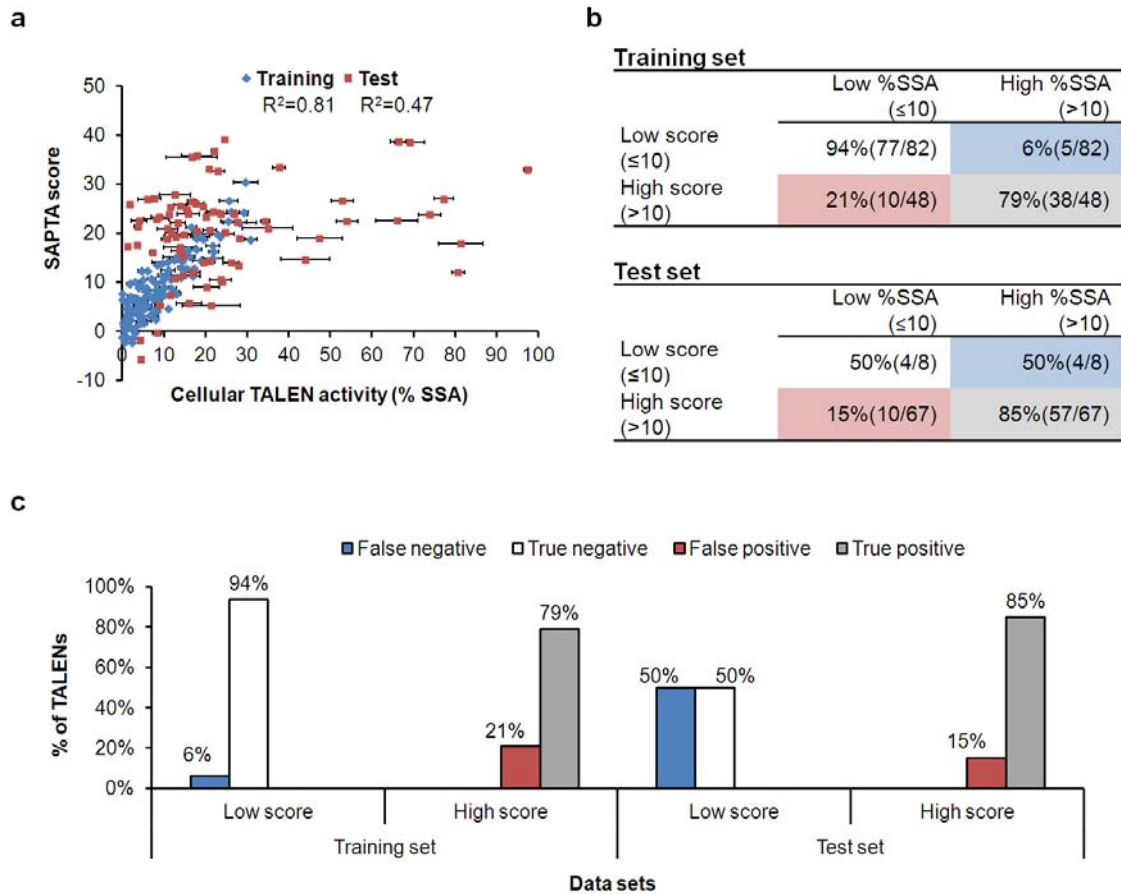 a
Training Test
R²=0.81 R²=0.47
50
40
30
20
10
0
-10
0 10 20 30 40 50 60 70 80 90 100
SAPTA score
Cellular TALEN activity (% SSA)
b
Training set
Low %SSA (≤10) High %SSA (>10)
Low score (≤10) 94%(77/82) 6%(5/82)
High score (>10) 21%(10/48) 79%(38/48)
Test set
Low %SSA (≤10) High %SSA (>10)
Low score (≤10) 50%(4/8) 50%(4/8)
High score (>10) 15%(10/67) 85%(57/67)
c
False negative True negative False positive True positive
% of TALENs
100%
80%
60%
40%
20%
0%
6% 94% 21% 79% 50% 50% 15% 85%
Low score High score Low score High score
Training set Test set
Data sets